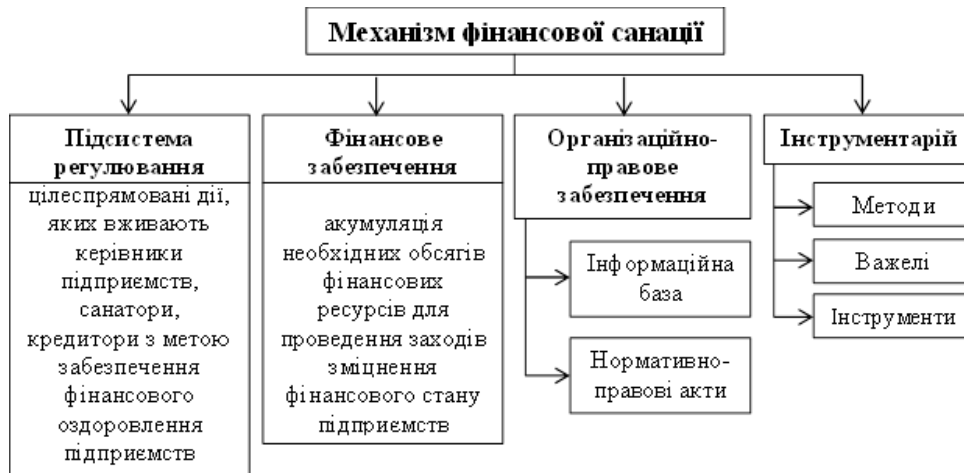 Механізм фінансової санації
Підсистема
регулювання
цілеспрямовані дії,
яких вживають
керівники
підприємств,
санатори,
кредитори з метою
забезпечення
фінансового
оздоровлення
підприємств
Фінансове
забезпечення
акумуляція
необхідних обсягів
фінансових
ресурсів для
проведення заходів
зміцнення
фінансового стану
підприємств
Організаційно-
правове
забезпечення
Інформаційна
база
Нормативно-
правові акти
Інструментарій
Методи
Важелі
Інструменти